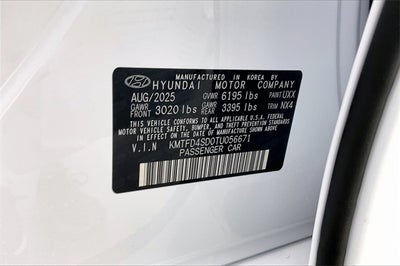 MANUFACTURED IN KOREA BY
HYUNDAI MOTOR COMPANY
AUG/2025 GVWR 6195 lbs PAINT UXX
GAWR FRONT 3020 lbs GAWR REAR 3395 lbs TRIM NX4
THIS VEHICLE CONFORMS TO ALL APPLICABLE FEDERAL
MOTOR VEHICLE SAFETY, BUMPER, AND THEFT PREVENTION STANDARDS
IN EFFECT ON THE DATE OF MANUFACTURE SHOWN ABOVE.
V.I.N KMTFD4SD0TU056671
PASSENGER CAR